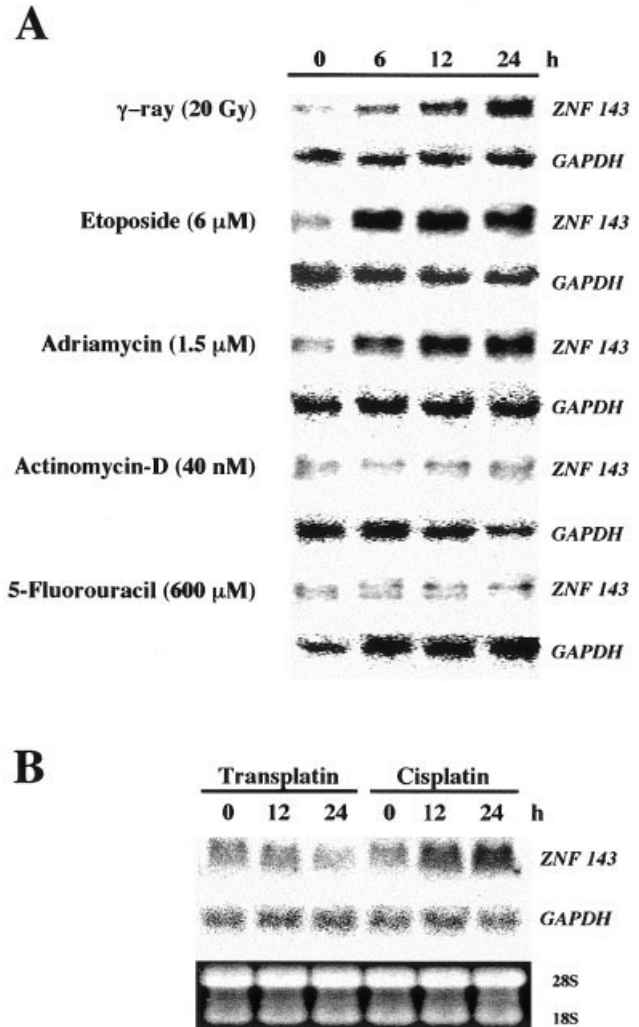 A
0 6 12 24 h
γ–ray (20 Gy) ZNF 143
GAPDH
Etoposide (6 μM) ZNF 143
GAPDH
Adriamycin (1.5 μM) ZNF 143
GAPDH
Actinomycin-D (40 nM) ZNF 143
GAPDH
5-Fluorouracil (600 μM) ZNF 143
GAPDH
B
Transplatin Cisplatin
0 12 24 0 12 24 h
ZNF 143
GAPDH
28S
18S